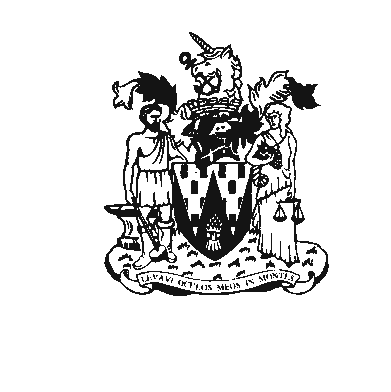 LEVAVI OCULOS MEOS IN MONTES